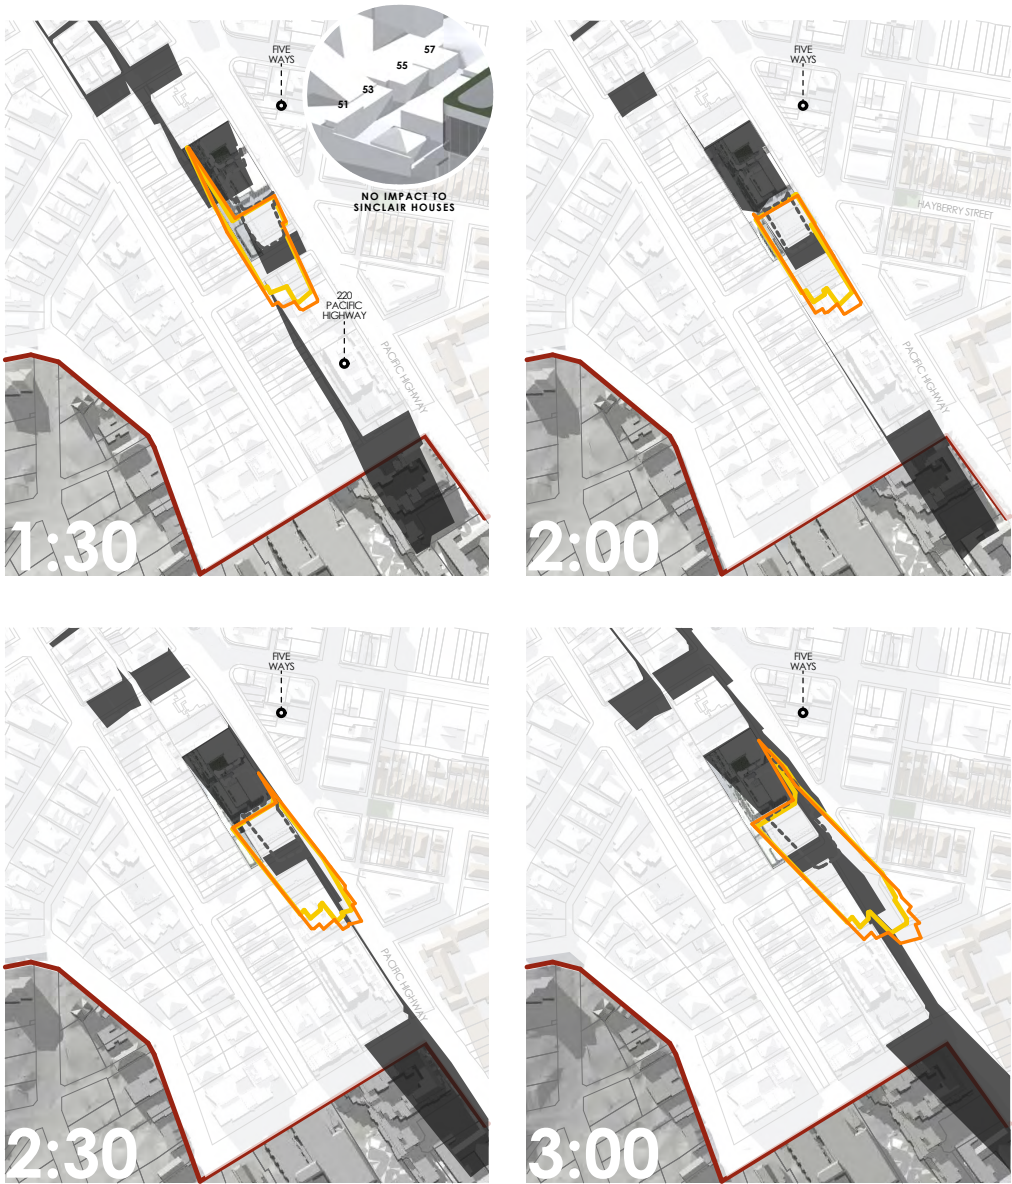 FIVE
WAYS
57
55
53
51
NO IMPACT TO
SINCLAIR HOUSES
220
PACIFIC
HIGHWAY
PACIFIC HIGHWAY
1:30
FIVE
WAYS
HAYBERRY STREET
PACIFIC HIGHWAY
2:00
FIVE
WAYS
PACIFIC HIGHWAY
2:30
FIVE
WAYS
3:00